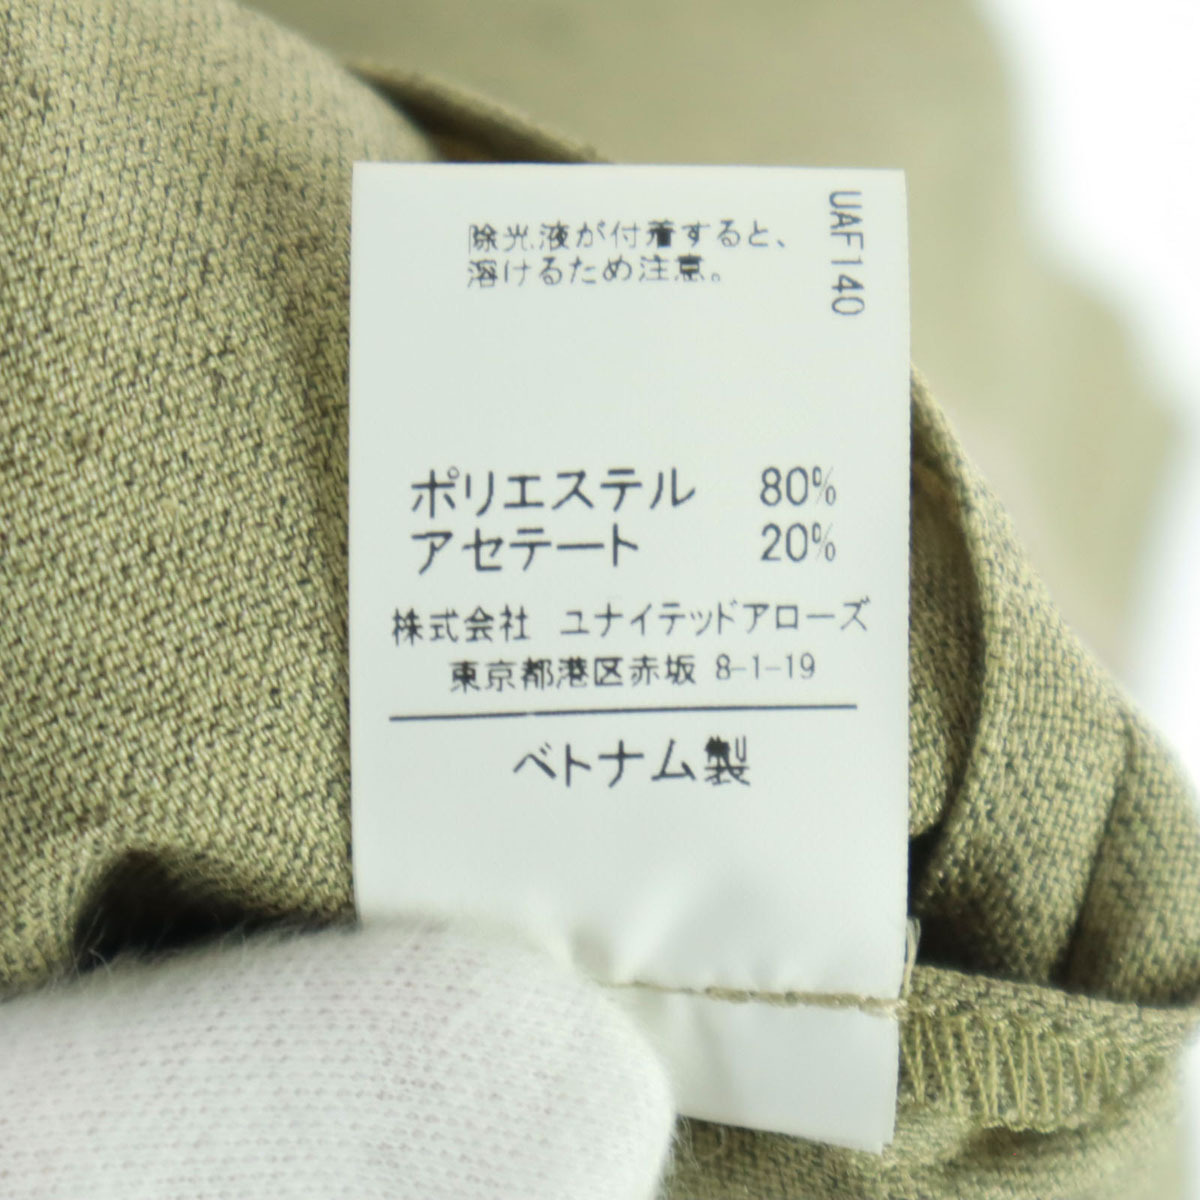 除光液が付着すると、
溶けるため注意。
UAF140
ポリエステル 80%
アセテート 20%
株式会社 ユナイテッドアローズ
東京都港区赤坂 8-1-19
ベトナム製